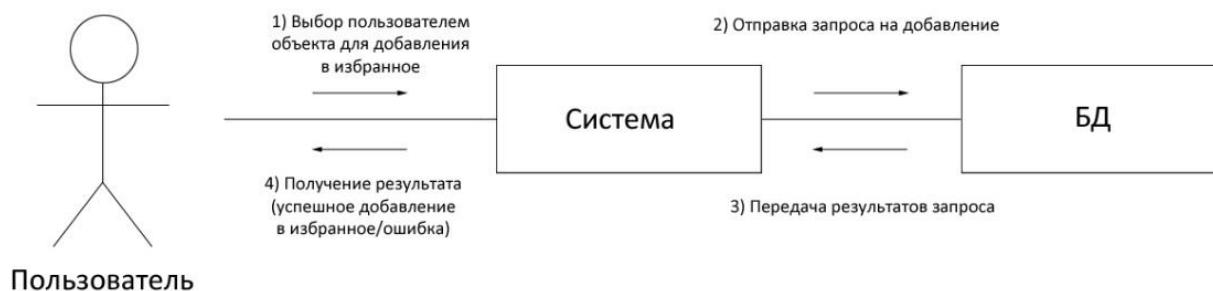 1) Выбор пользователем
объекта для добавления
в избранное
2) Отправка запроса на добавление
Система
БД
4) Получение результата
(успешное добавление
в избранное/ошибка)
3) Передача результатов запроса
Пользователь